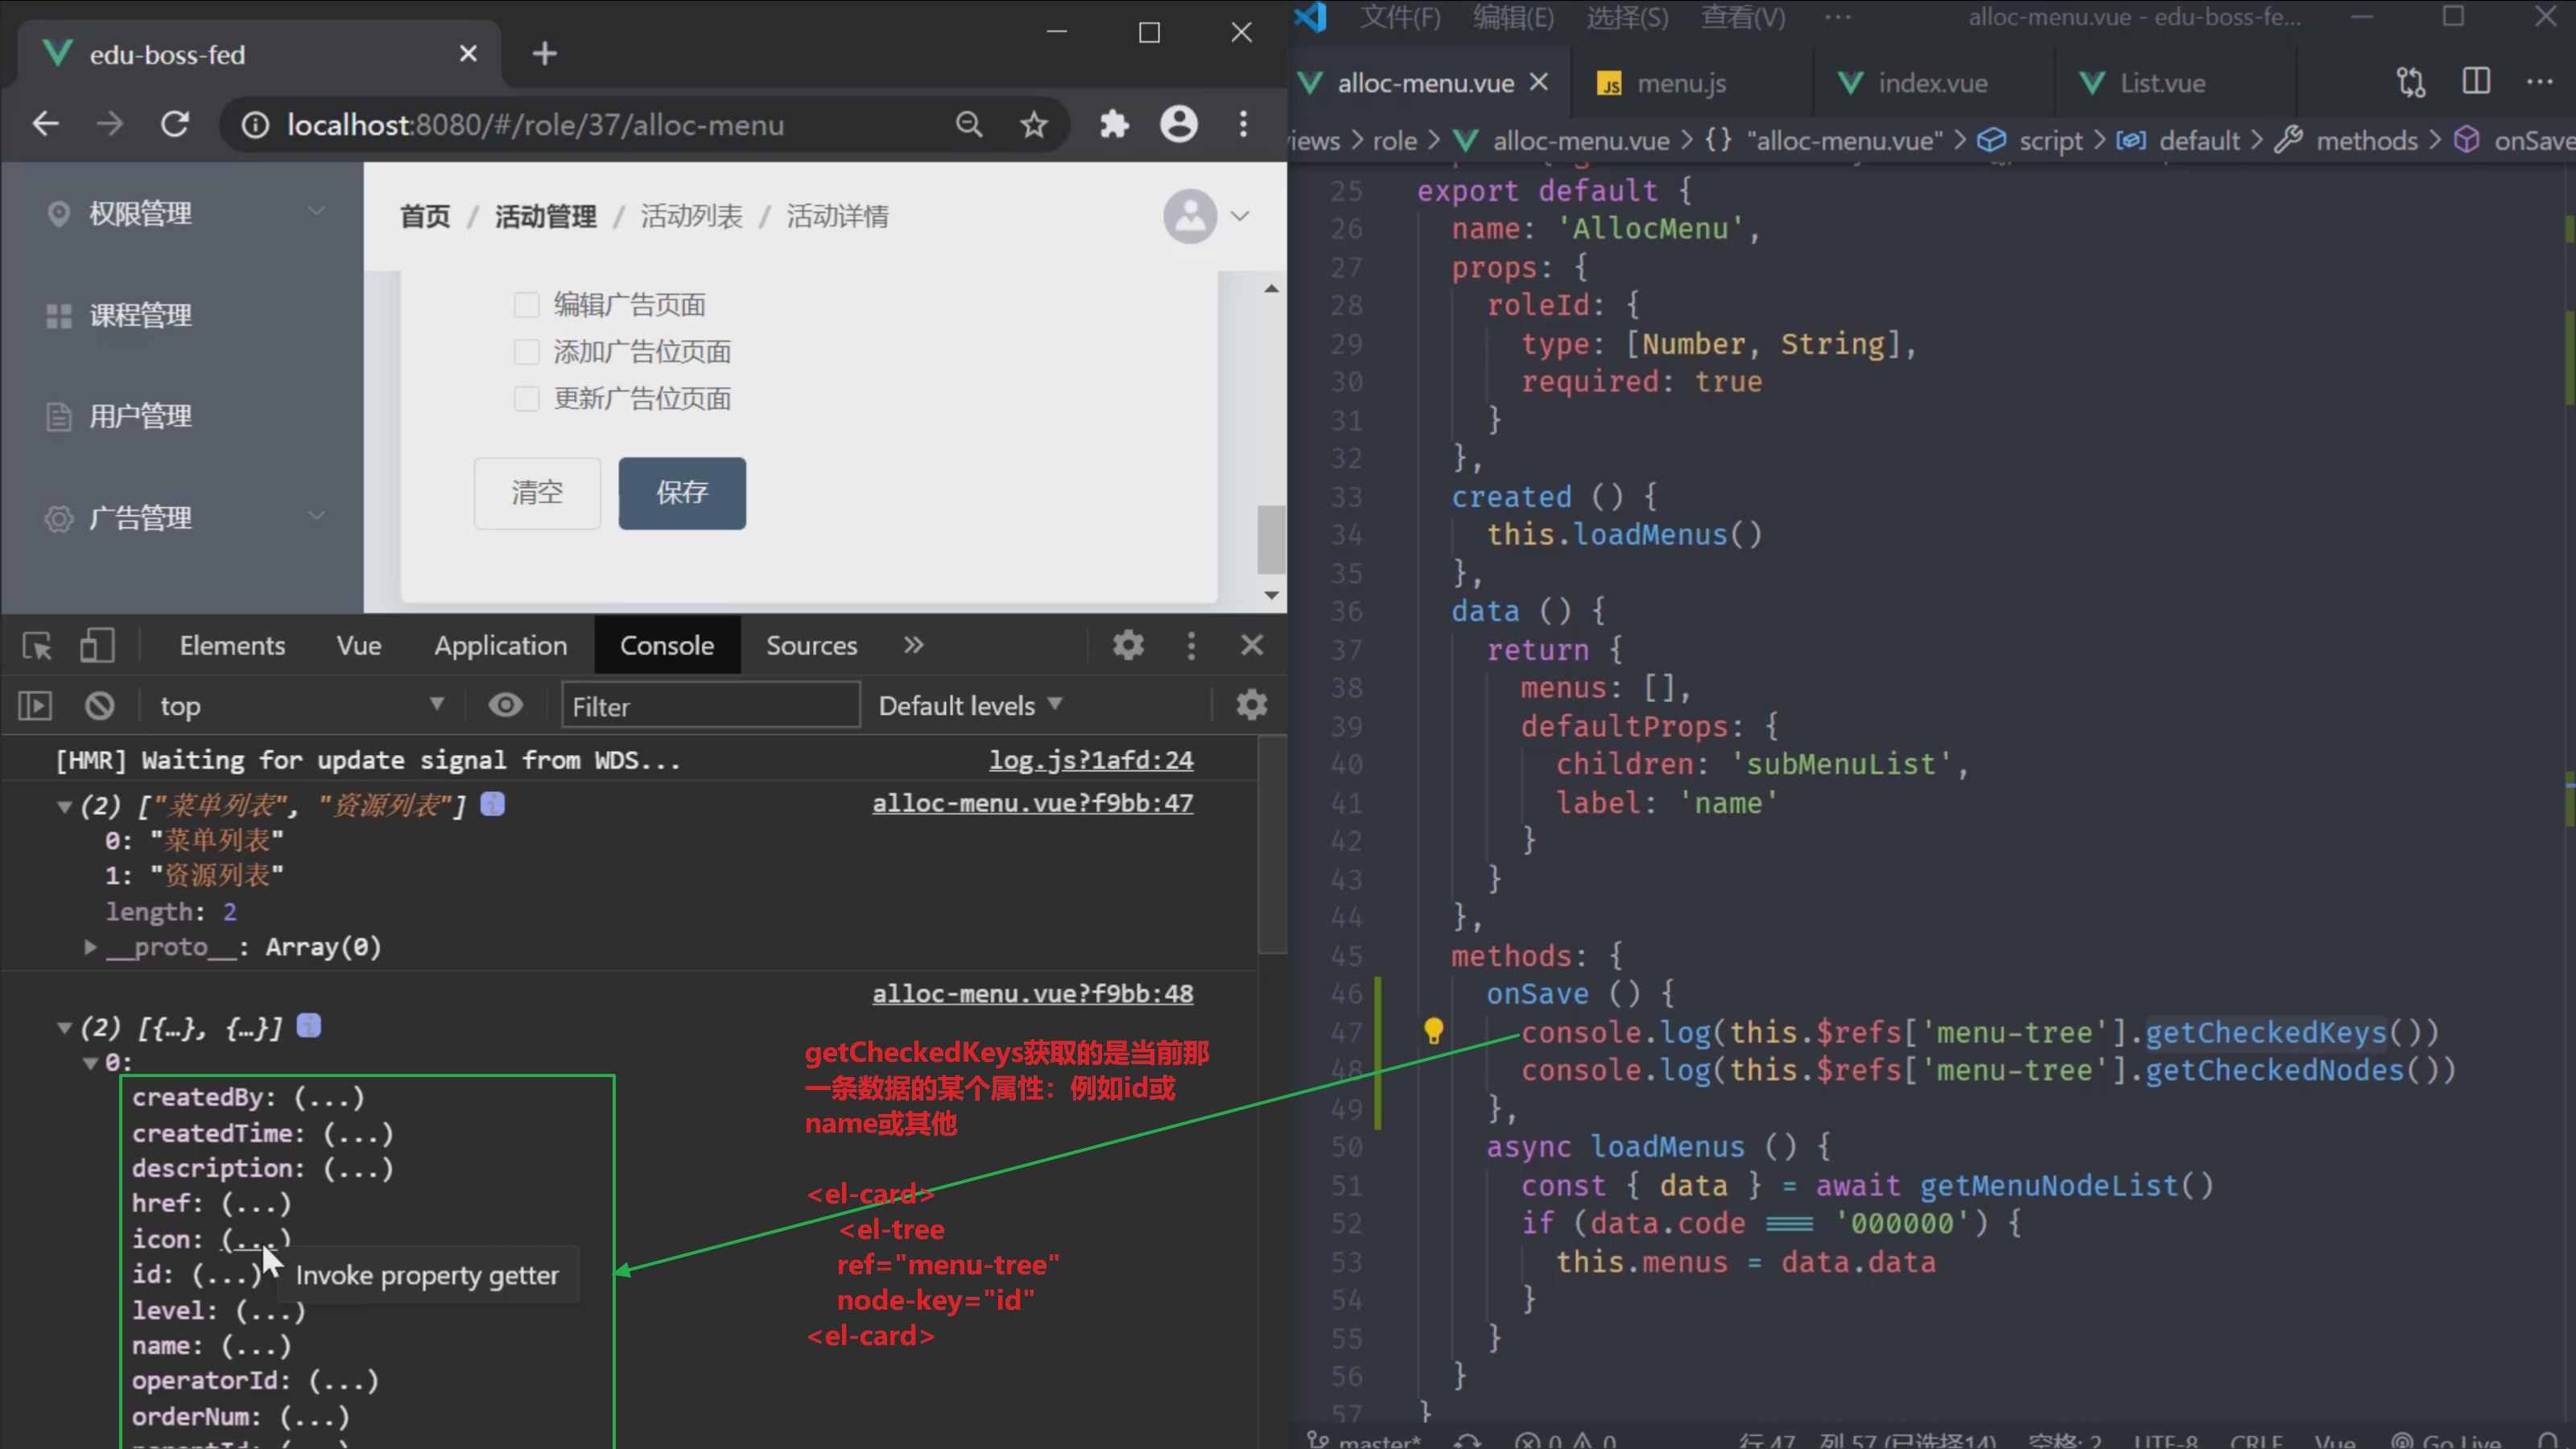 edu-boss-fed
localhost:8080/#/role/37/alloc-menu
权限管理
课程管理
用户管理
广告管理
首页 / 活动管理 / 活动列表 / 活动详情
编辑广告页面
添加广告位页面
更新广告位页面
清空 保存
Elements Vue Application Console Sources »
top Filter Default levels
[HMR] Waiting for update signal from WDS... log.js?1afd:24
(2) ["菜单列表", "资源列表"] alloc-menu.vue?f9bb:47
0: "菜单列表"
1: "资源列表"
length: 2
__proto__: Array(0)
alloc-menu.vue?f9bb:48
(2) [{…}, {…}]
0:
createdBy: (...)
createdTime: (...)
description: (...)
href: (...)
icon: (...)
id: (...)
Invoke property getter
level: (...)
name: (...)
operatorId: (...)
orderNum: (...)
getCheckedKeys获取的是当前那
一条数据的某个属性：例如id或
name或其他
<el-card>
<el-tree
ref="menu-tree"
node-key="id"
<el-card>
文件(F) 编辑(E) 选择(S) 查看(V) ··· alloc-menu.vue - edu-boss-fe...
alloc-menu.vue menu.js index.vue List.vue
views > role > alloc-menu.vue > {} "alloc-menu.vue" > script > default > methods > onSave
25 export default {
26 name: 'AllocMenu',
27 props: {
28 roleId: {
29 type: [Number, String],
30 required: true
31 }
32 },
33 created () {
34 this.loadMenus()
35 },
36 data () {
37 return {
38 menus: [],
39 defaultProps: {
40 children: 'subMenuList',
41 label: 'name'
42 }
43 }
44 },
45 methods: {
46 onSave () {
47 console.log(this.$refs['menu-tree'].getCheckedKeys())
48 console.log(this.$refs['menu-tree'].getCheckedNodes())
49 },
50 async loadMenus () {
51 const { data } = await getMenuNodeList()
52 if (data.code === '000000') {
53 this.menus = data.data
54 }
55 }
56 }
57 }
master* 0 0 行 47, 列 57 (已选择14) 空格: 2 UTF-8 CRLF Vue Go Live